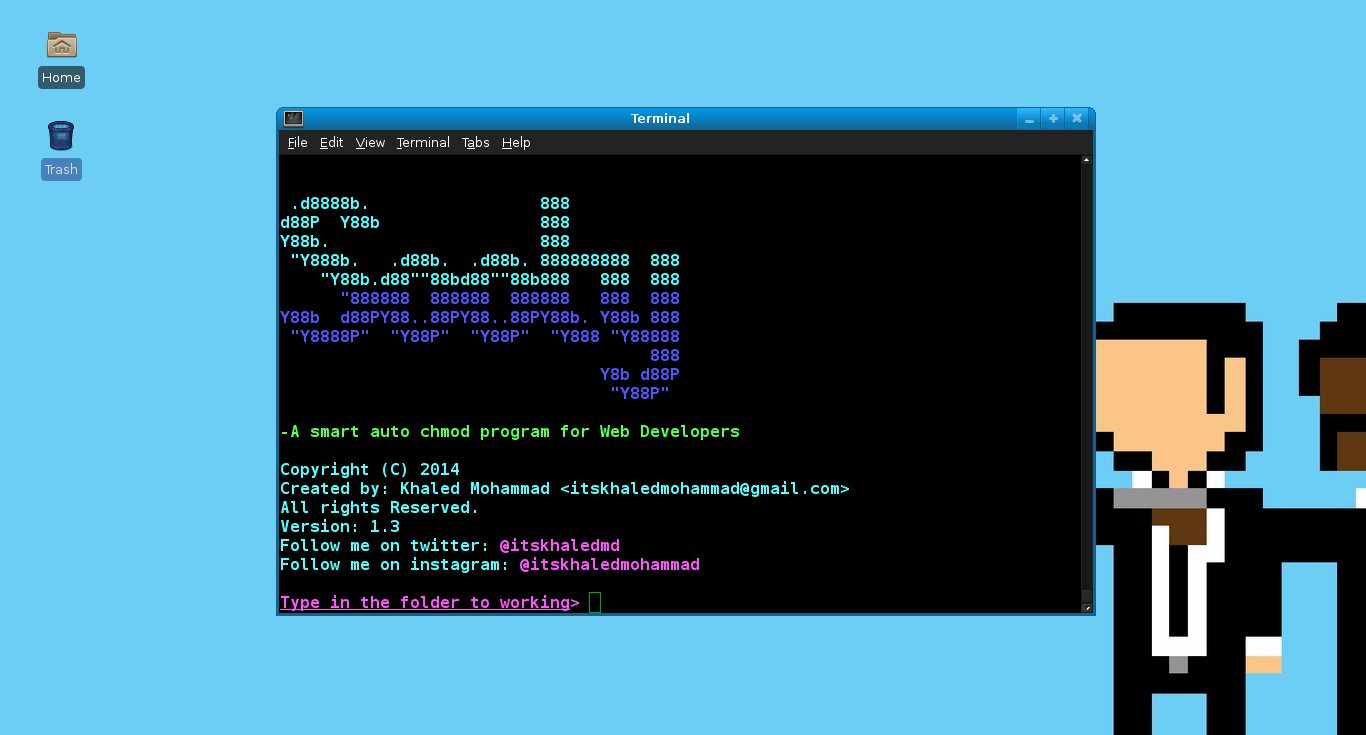 Home
Trash
Terminal
File Edit View Terminal Tabs Help
 .d8888b.                 888
d88P  Y88b                888
Y88b.                     888
 "Y888b.   .d88b.  .d88b. 888888888  888
    "Y88b.d88""88bd88""88b888   888  888
      "888888  888888  888888   888  888
Y88b  d88PY88..88PY88..88PY88b. Y88b 888
 "Y8888P"  "Y88P"  "Y88P"  "Y888 "Y88888
                                     888
                                Y8b d88P
                                 "Y88P"
-A smart auto chmod program for Web Developers
Copyright (C) 2014
Created by: Khaled Mohammad <itskhaledmohammad@gmail.com>
All rights Reserved.
Version: 1.3
Follow me on twitter: @itskhaledmd
Follow me on instagram: @itskhaledmohammad
Type in the folder to working>